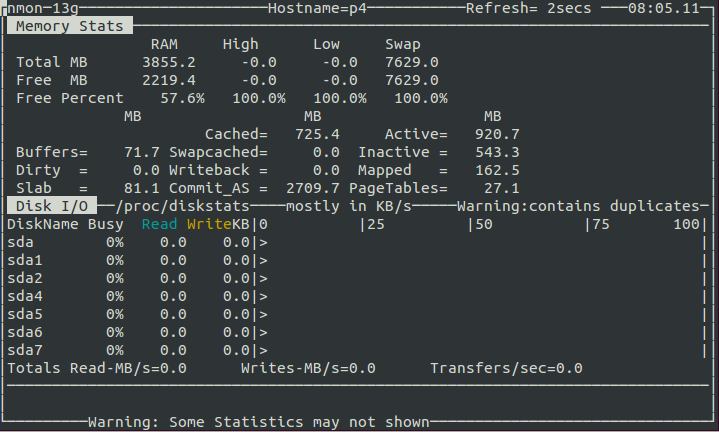 nmon-13g Hostname=p4 Refresh= 2secs 08:05.11
Memory Stats
RAM High Low Swap
Total MB 3855.2 -0.0 -0.0 7629.0
Free MB 2219.4 -0.0 -0.0 7629.0
Free Percent 57.6% 100.0% 100.0% 100.0%
MB MB MB
Cached= 725.4 Active= 920.7
Buffers= 71.7 Swapcached= 0.0 Inactive = 543.3
Dirty = 0.0 Writeback = 0.0 Mapped = 162.5
Slab = 81.1 Commit_AS = 2709.7 PageTables= 27.1
Disk I/O /proc/diskstats mostly in KB/s Warning:contains duplicates
DiskName Busy Read WriteKB|0 |25 |50 |75 100|
sda 0% 0.0 0.0|> |
sda1 0% 0.0 0.0|> |
sda2 0% 0.0 0.0|> |
sda4 0% 0.0 0.0|> |
sda5 0% 0.0 0.0|> |
sda6 0% 0.0 0.0|> |
sda7 0% 0.0 0.0|> |
Totals Read-MB/s=0.0 Writes-MB/s=0.0 Transfers/sec=0.0
Warning: Some Statistics may not shown